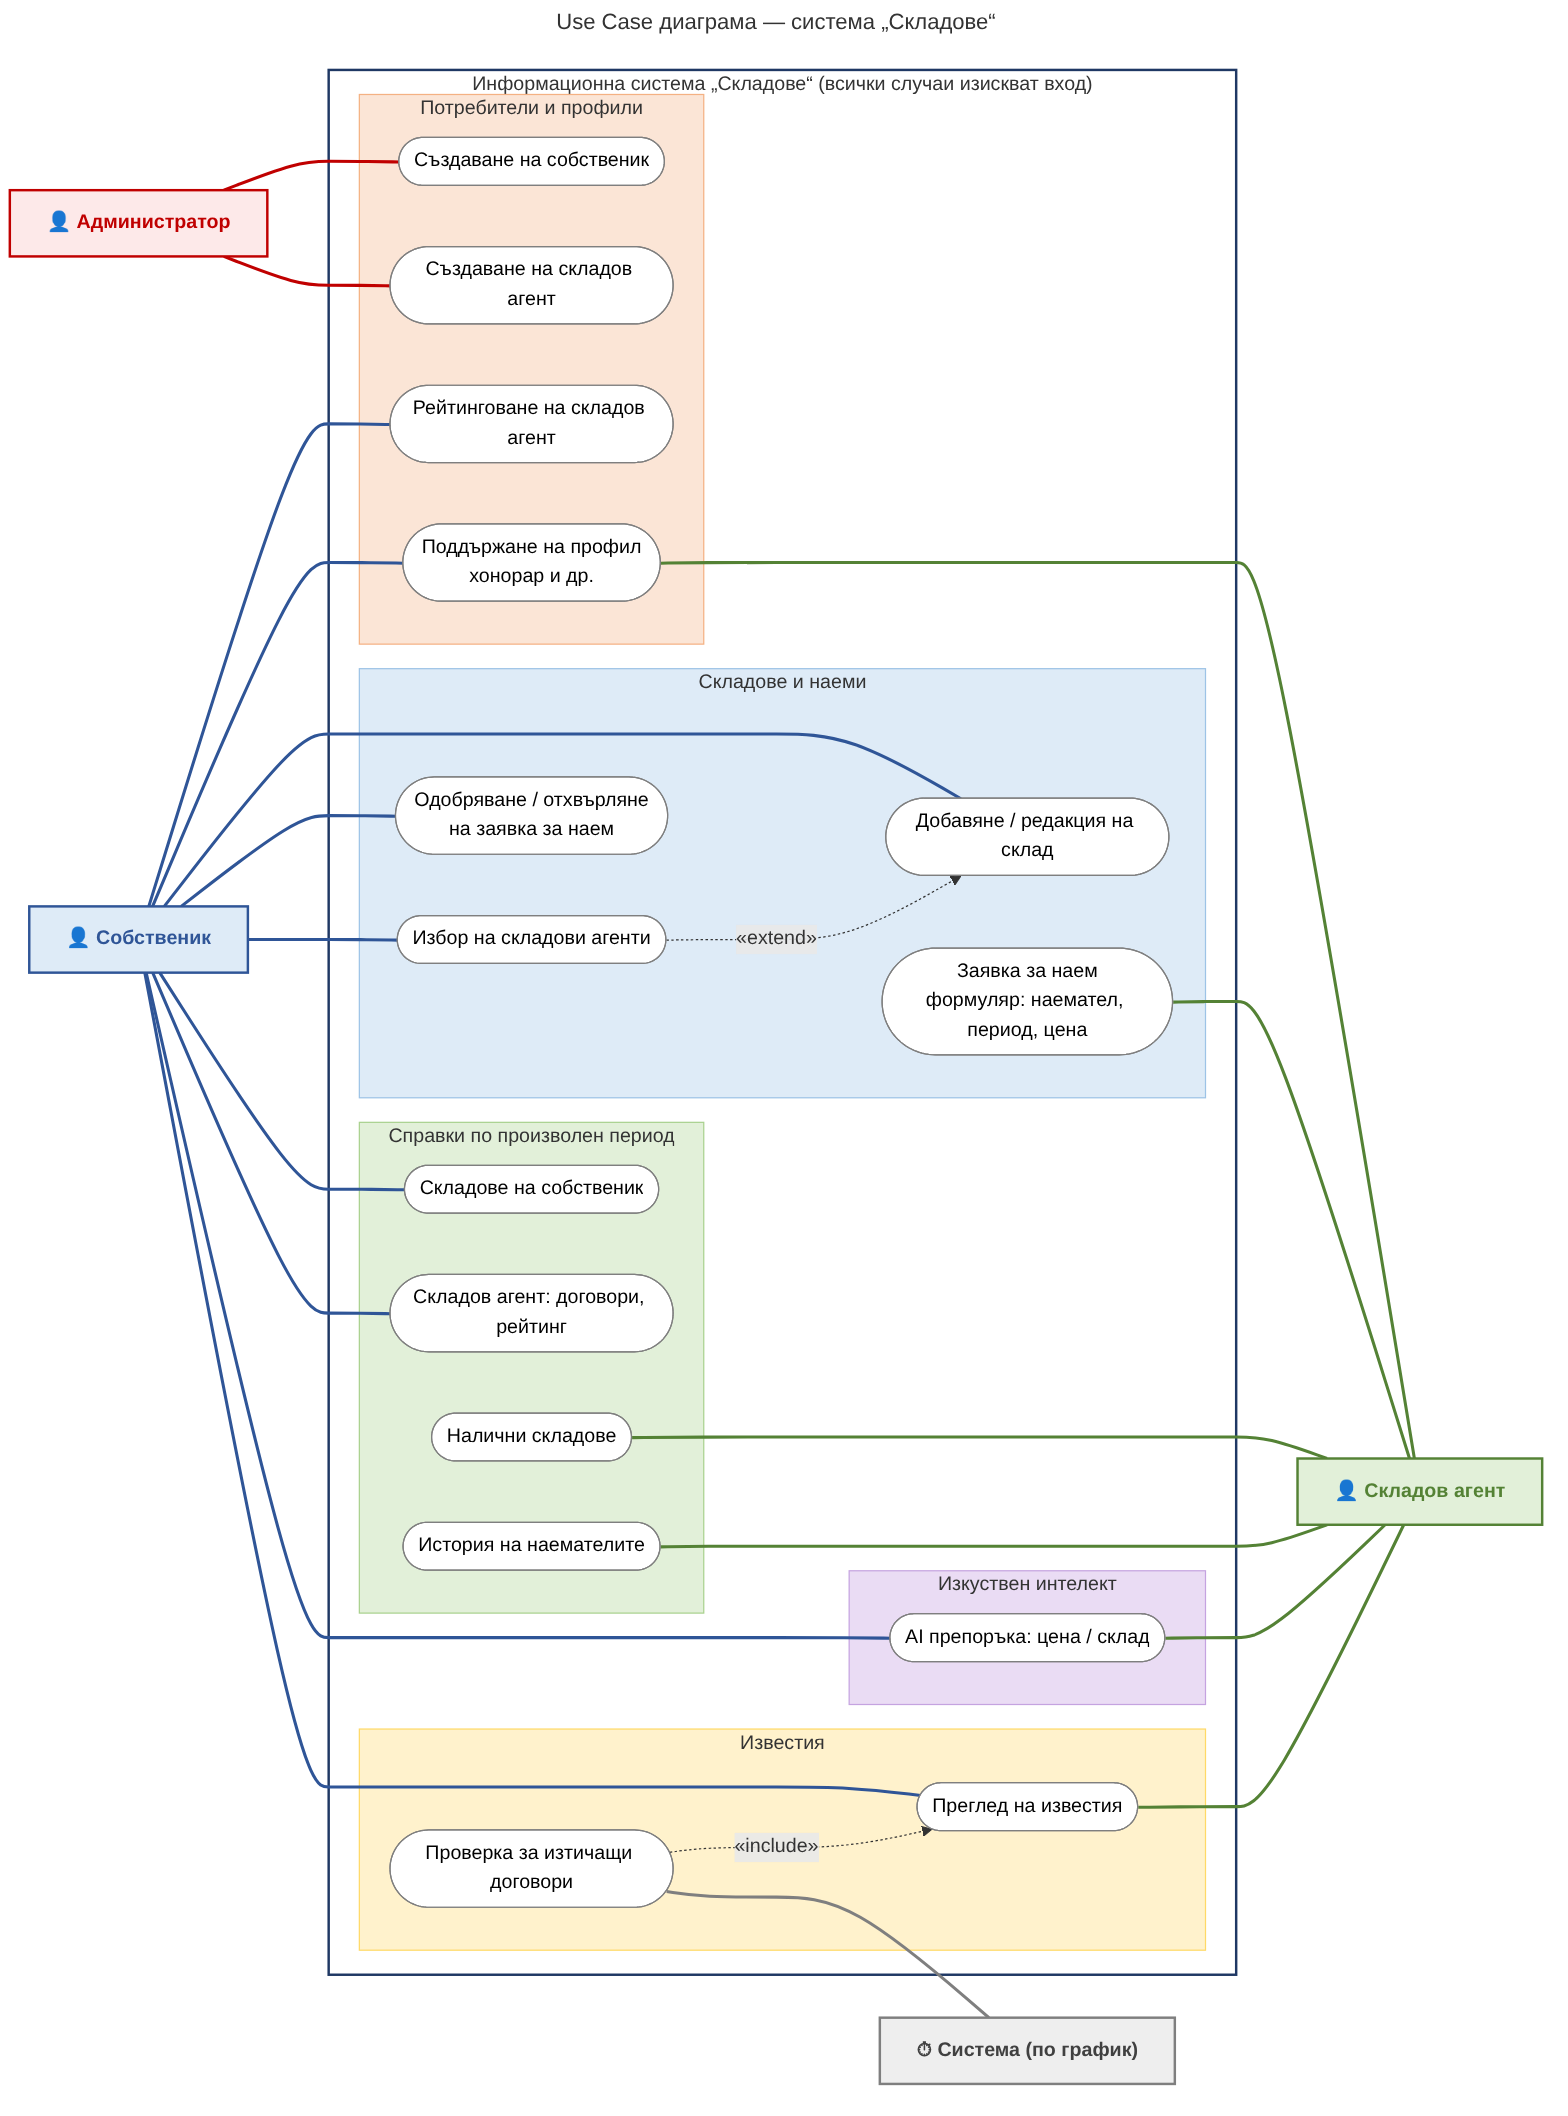 Use Case диаграма — система „Складове“
Информационна система „Складове“ (всички случаи изискват вход)
Потребители и профили
Създаване на собственик
👤 Администратор
Създаване на складов
агент
Рейтинговане на складов
агент
Поддържане на профил
хонорар и др.
Складове и наеми
Одобряване / отхвърляне
на заявка за наем
Добавяне / редакция на
склад
👤 Собственик
Избор на складови агенти
«extend»
Заявка за наем
формуляр: наемател,
период, цена
Справки по произволен период
Складове на собственик
Складов агент: договори,
рейтинг
Налични складове
👤 Складов агент
История на наемателите
Изкуствен интелект
AI препоръка: цена / склад
Известия
Преглед на известия
«include»
Проверка за изтичащи
договори
⏱ Система (по график)